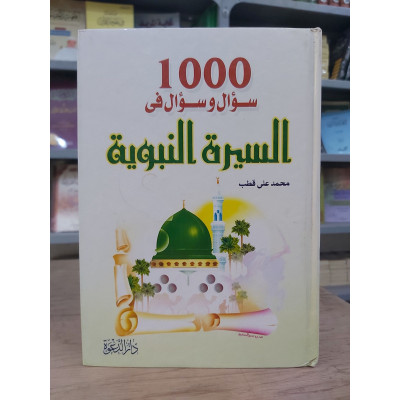 1000
سؤال وسؤال فى
السيرة النبوية
محمد على قطب
دار الدعوة